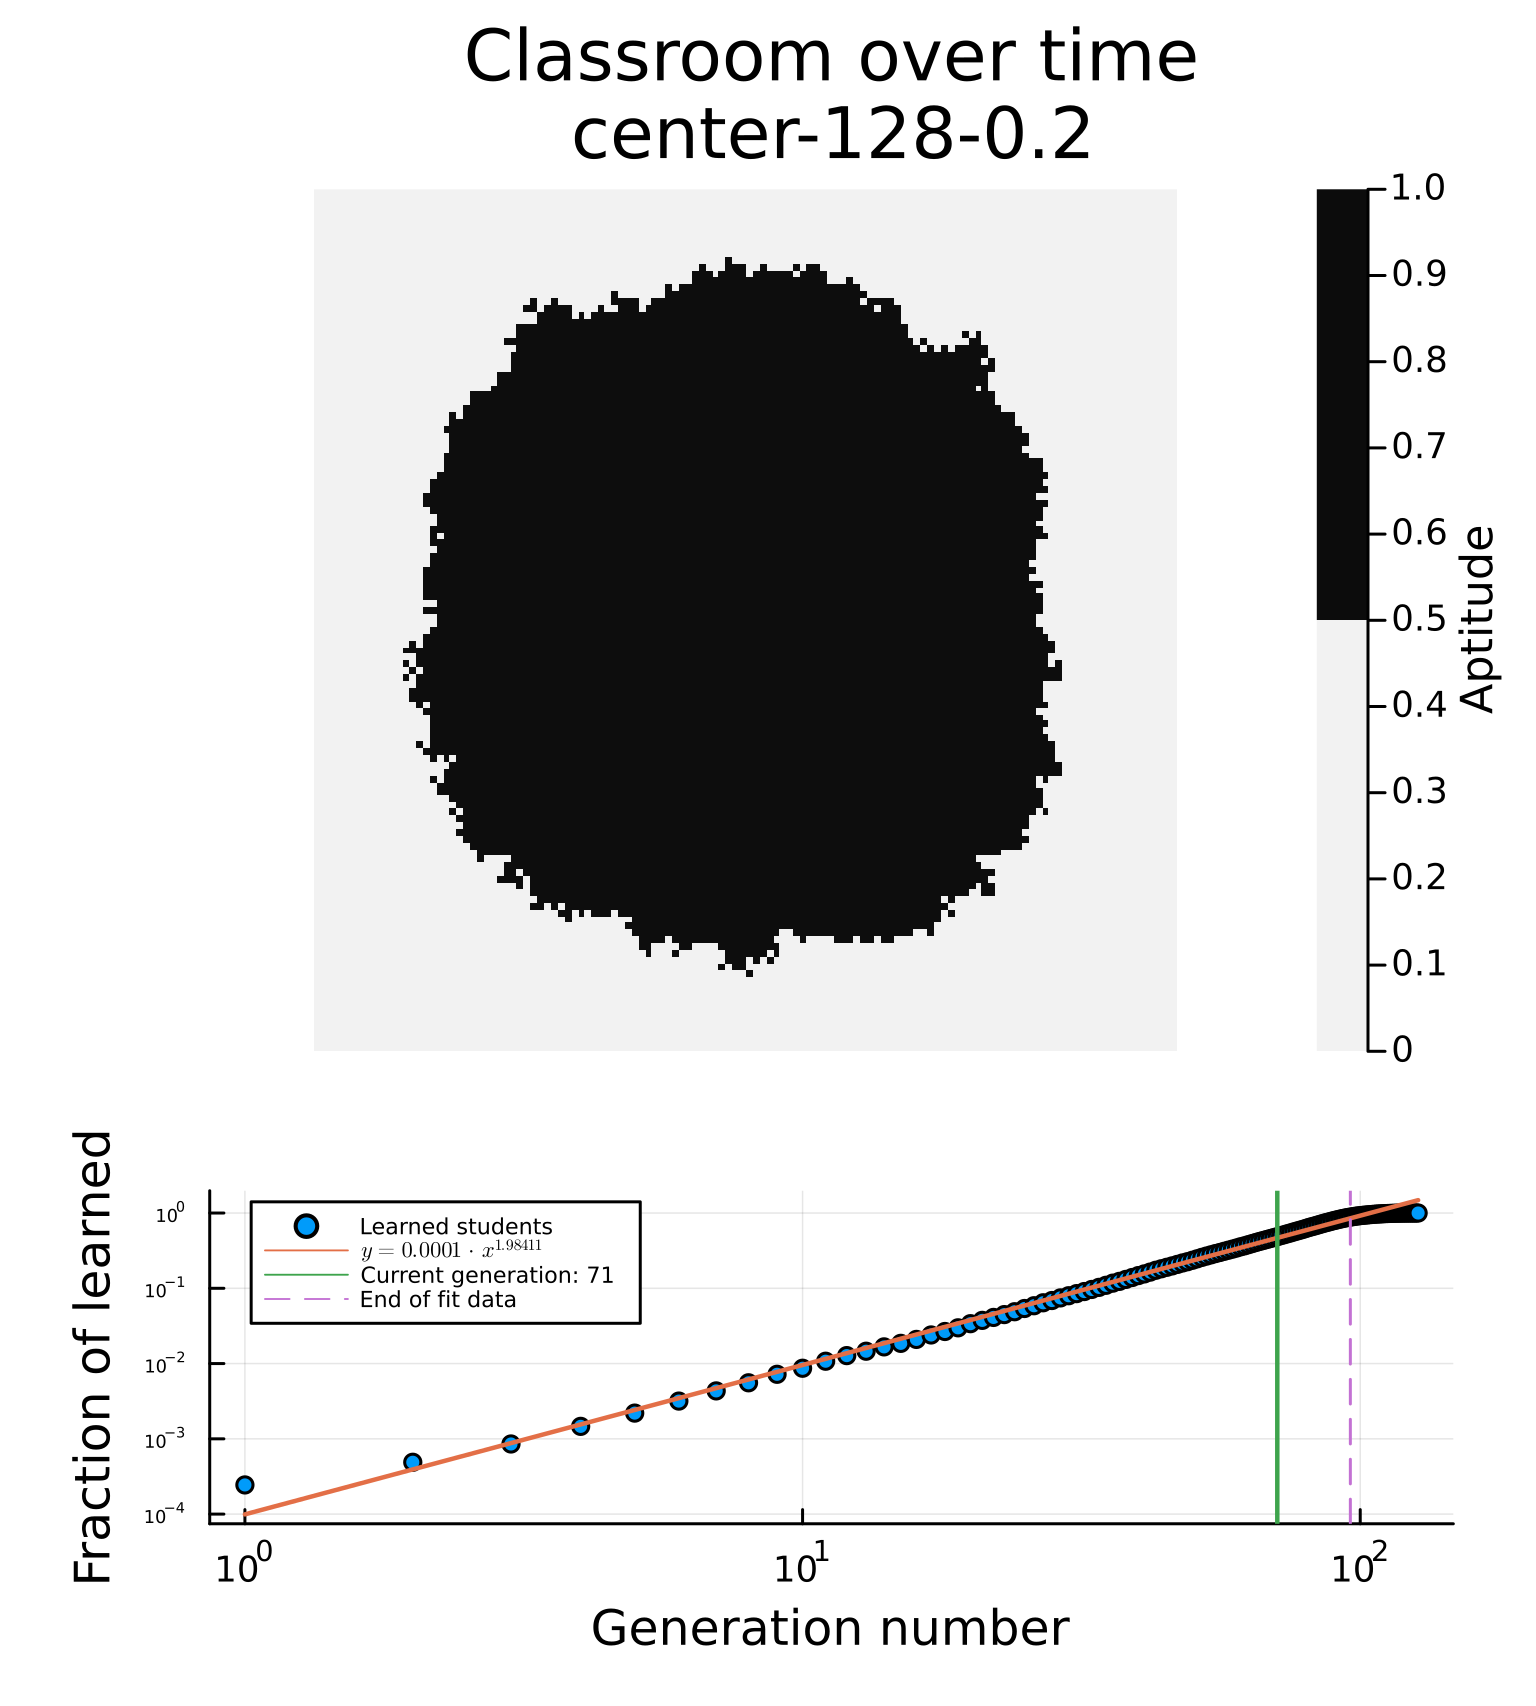 Classroom over time
center-128-0.2
1.0
0.9
0.8
0.7
0.6
0.5
0.4
0.3
0.2
0.1
0
Aptitude
Fraction of learned
10^0
10^-1
10^-2
10^-3
10^-4
Learned students
y = 0.0001 · x^1.98411
Current generation: 71
End of fit data
10^0 10^1 10^2
Generation number